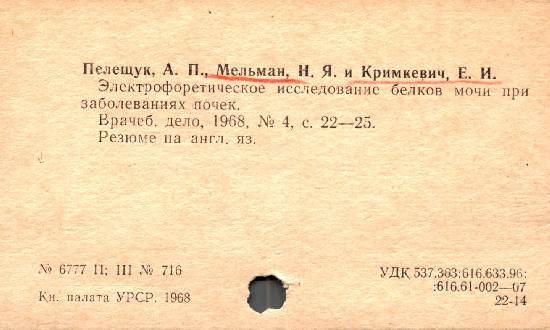 Пелещук, А. П., Мельман, Н. Я. и Кримкевич, Е. И.
Электрофоретическое исследование белков мочи при
заболеваниях почек.
Врачеб. дело, 1968, № 4, с. 22—25.
Резюме на англ. яз.
№ 6777 П; III № 716
УДК 537.363:616.633.96:
:616.61-002—07
Кн. палата УРСР. 1968
22-14